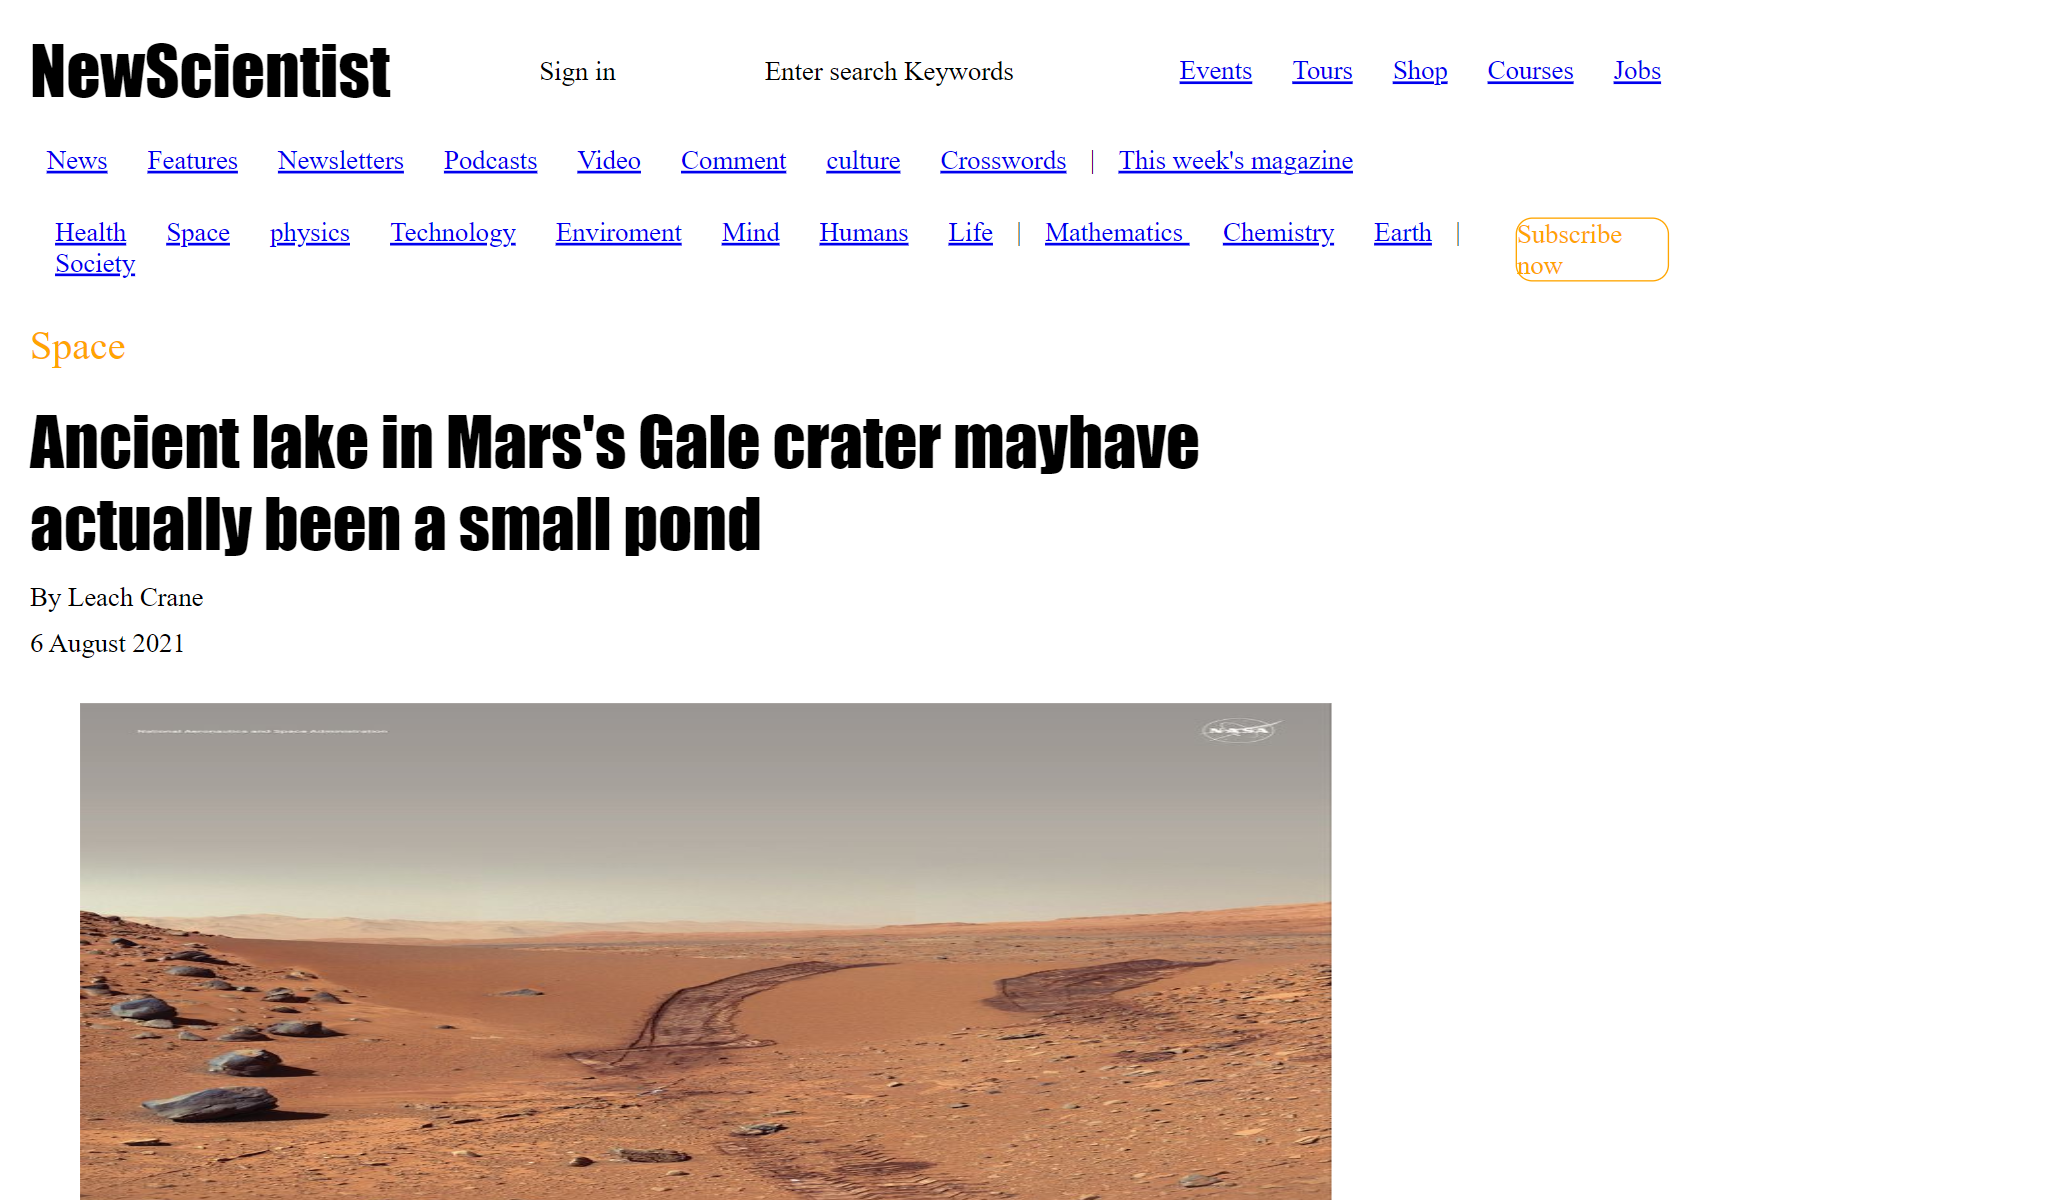 NewScientist Sign in Enter search Keywords Events Tours Shop Courses Jobs
News Features Newsletters Podcasts Video Comment culture Crosswords | This week's magazine
Health Space physics Technology Enviroment Mind Humans Life | Mathematics Chemistry Earth |
Society
Subscribe
now
Space
Ancient lake in Mars's Gale crater mayhave
actually been a small pond
By Leach Crane
6 August 2021
National Aeronautics and Space Administration
NASA